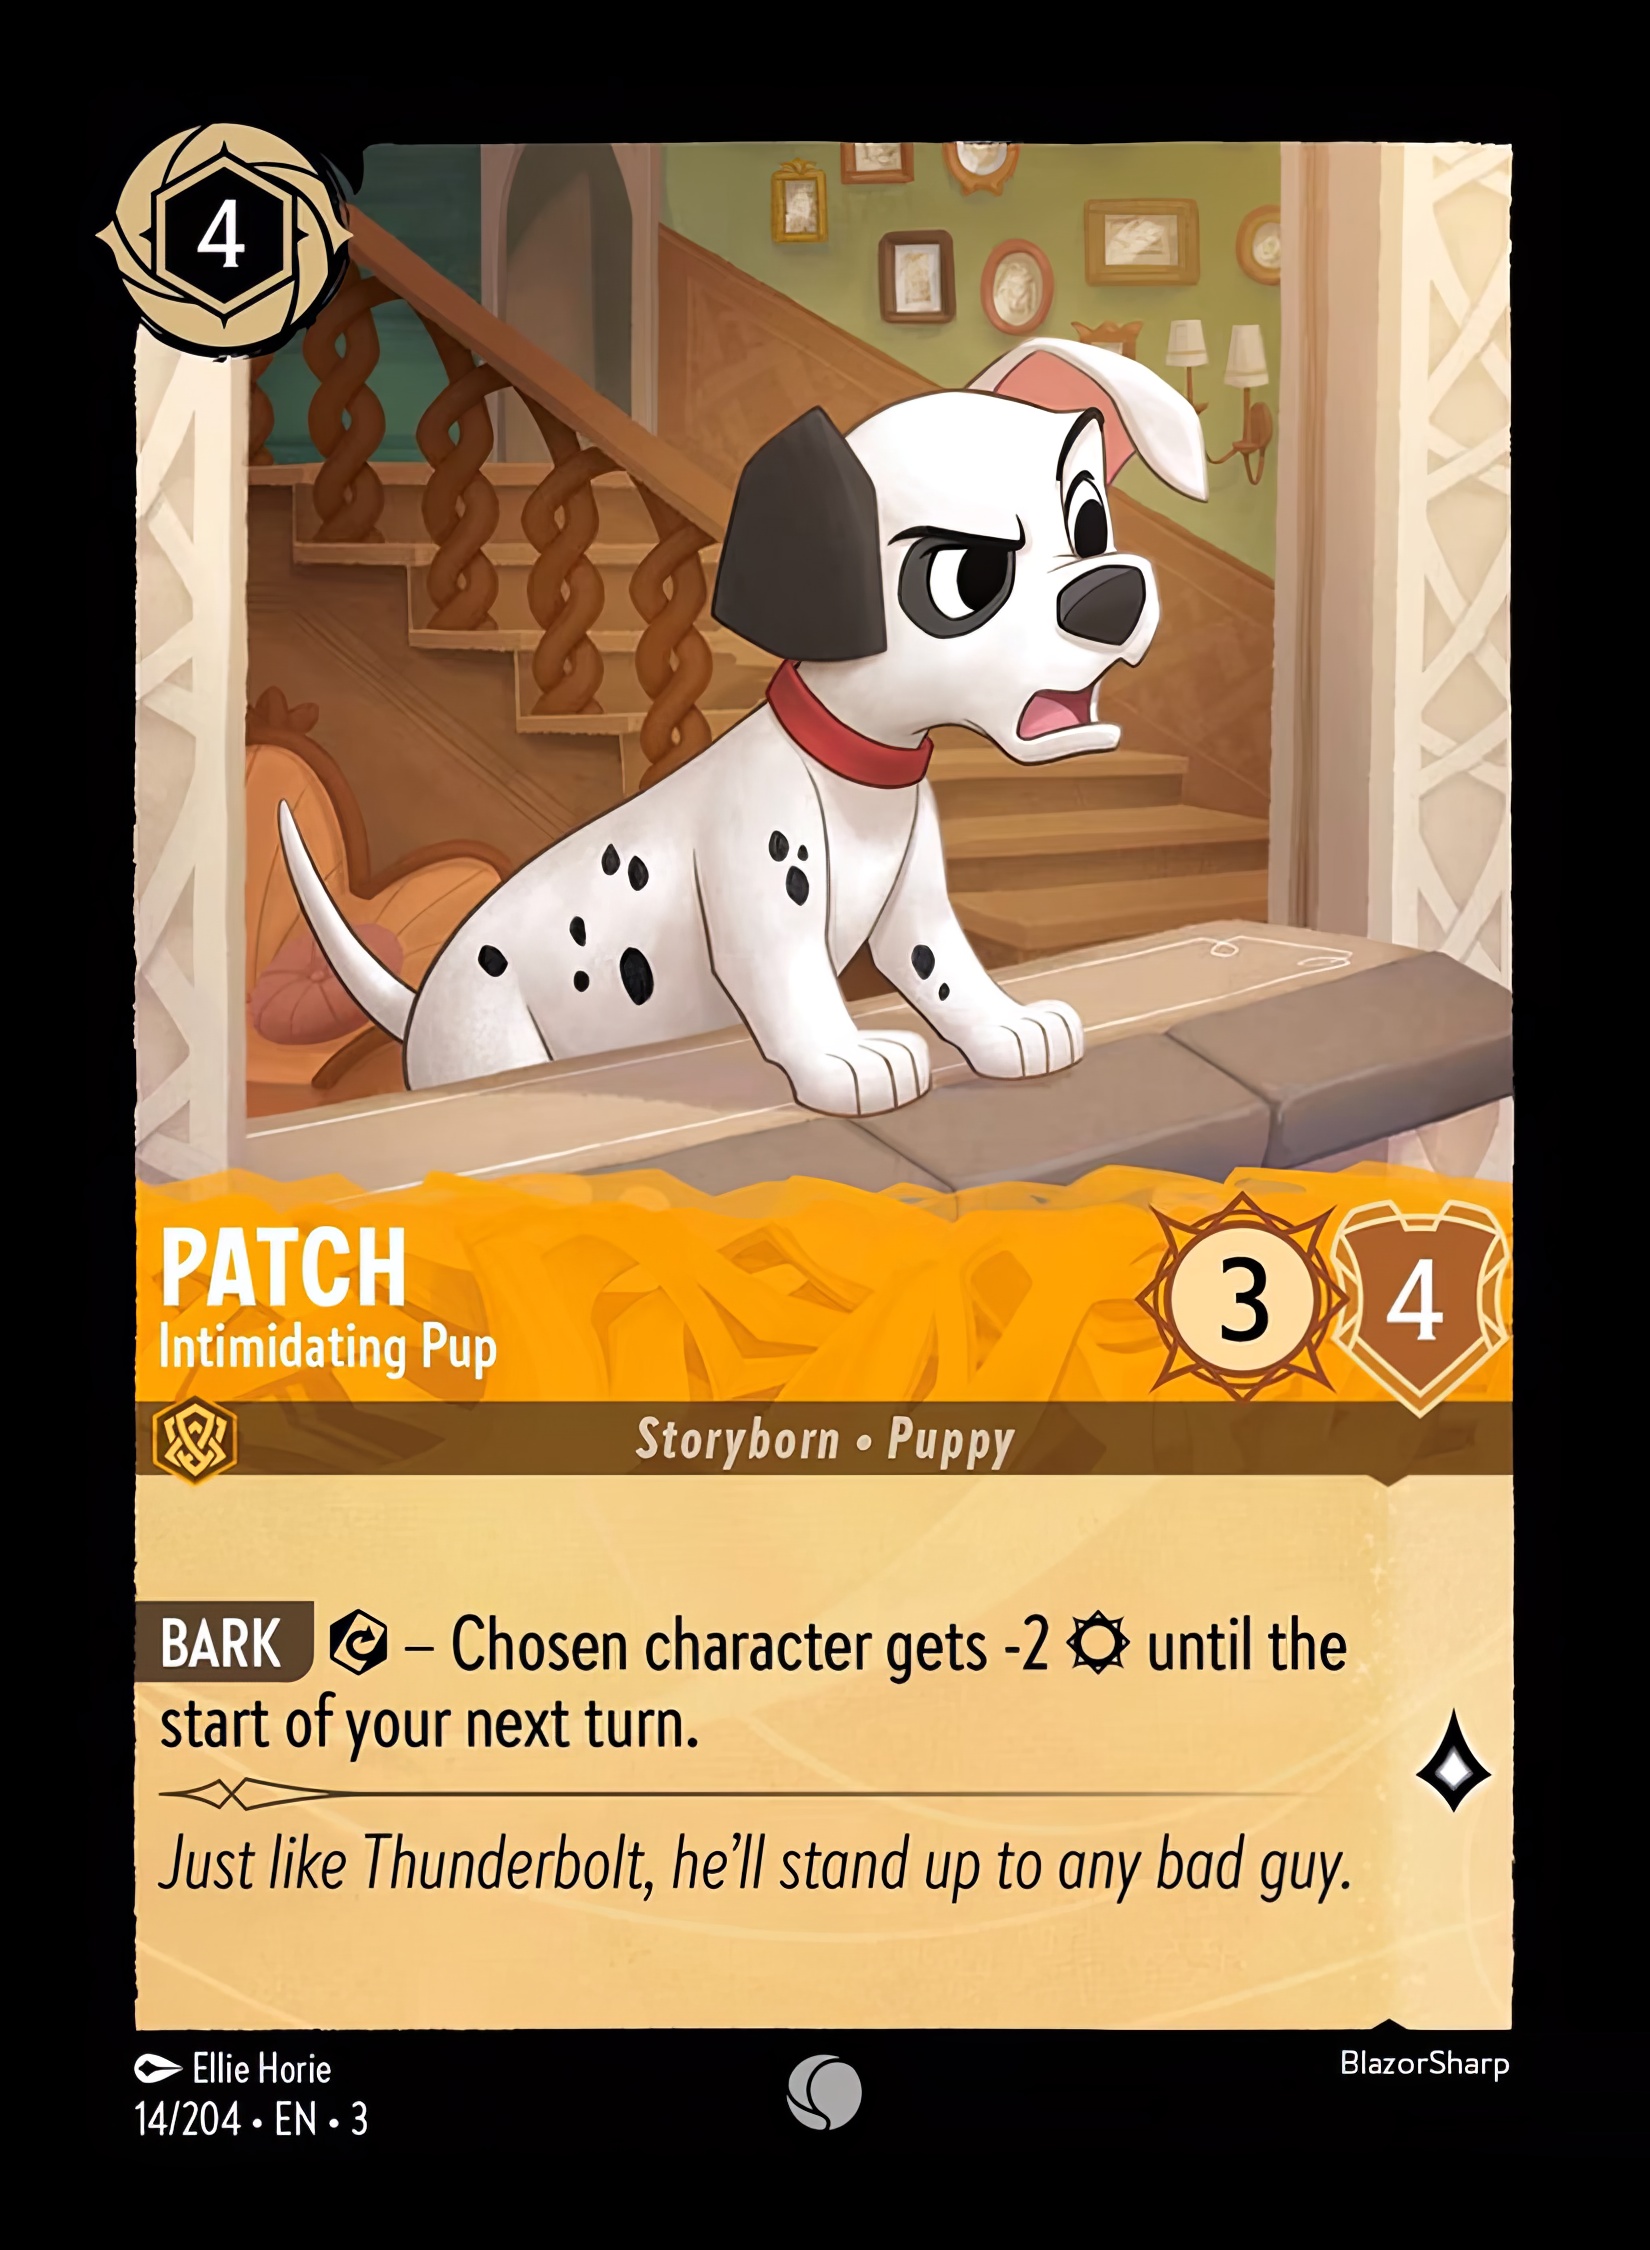 4
PATCH
Intimidating Pup
3
4
Storyborn • Puppy
BARK – Chosen character gets -2 until the
start of your next turn.
Just like Thunderbolt, he'll stand up to any bad guy.
Ellie Horie
14/204 • EN • 3
BlazorSharp